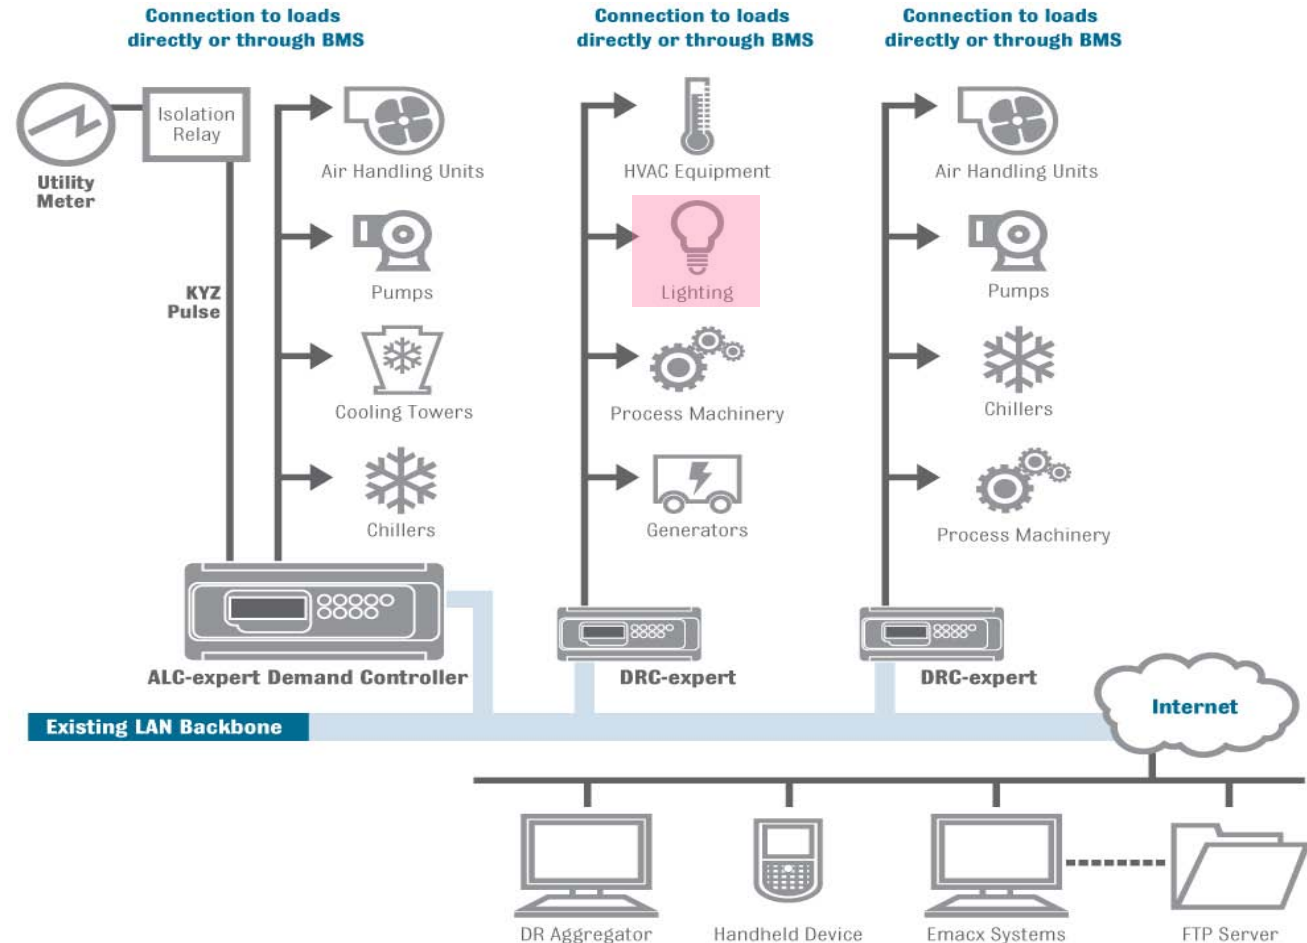 Connection to loads
directly or through BMS
Connection to loads
directly or through BMS
Connection to loads
directly or through BMS
Isolation
Relay
Utility
Meter
KYZ
Pulse
Air Handling Units
Pumps
Cooling Towers
Chillers
HVAC Equipment
Lighting
Process Machinery
Generators
Air Handling Units
Pumps
Chillers
Process Machinery
ALC-expert Demand Controller
DRC-expert
DRC-expert
Existing LAN Backbone
Internet
DR Aggregator
Handheld Device
Emacx Systems
FTP Server